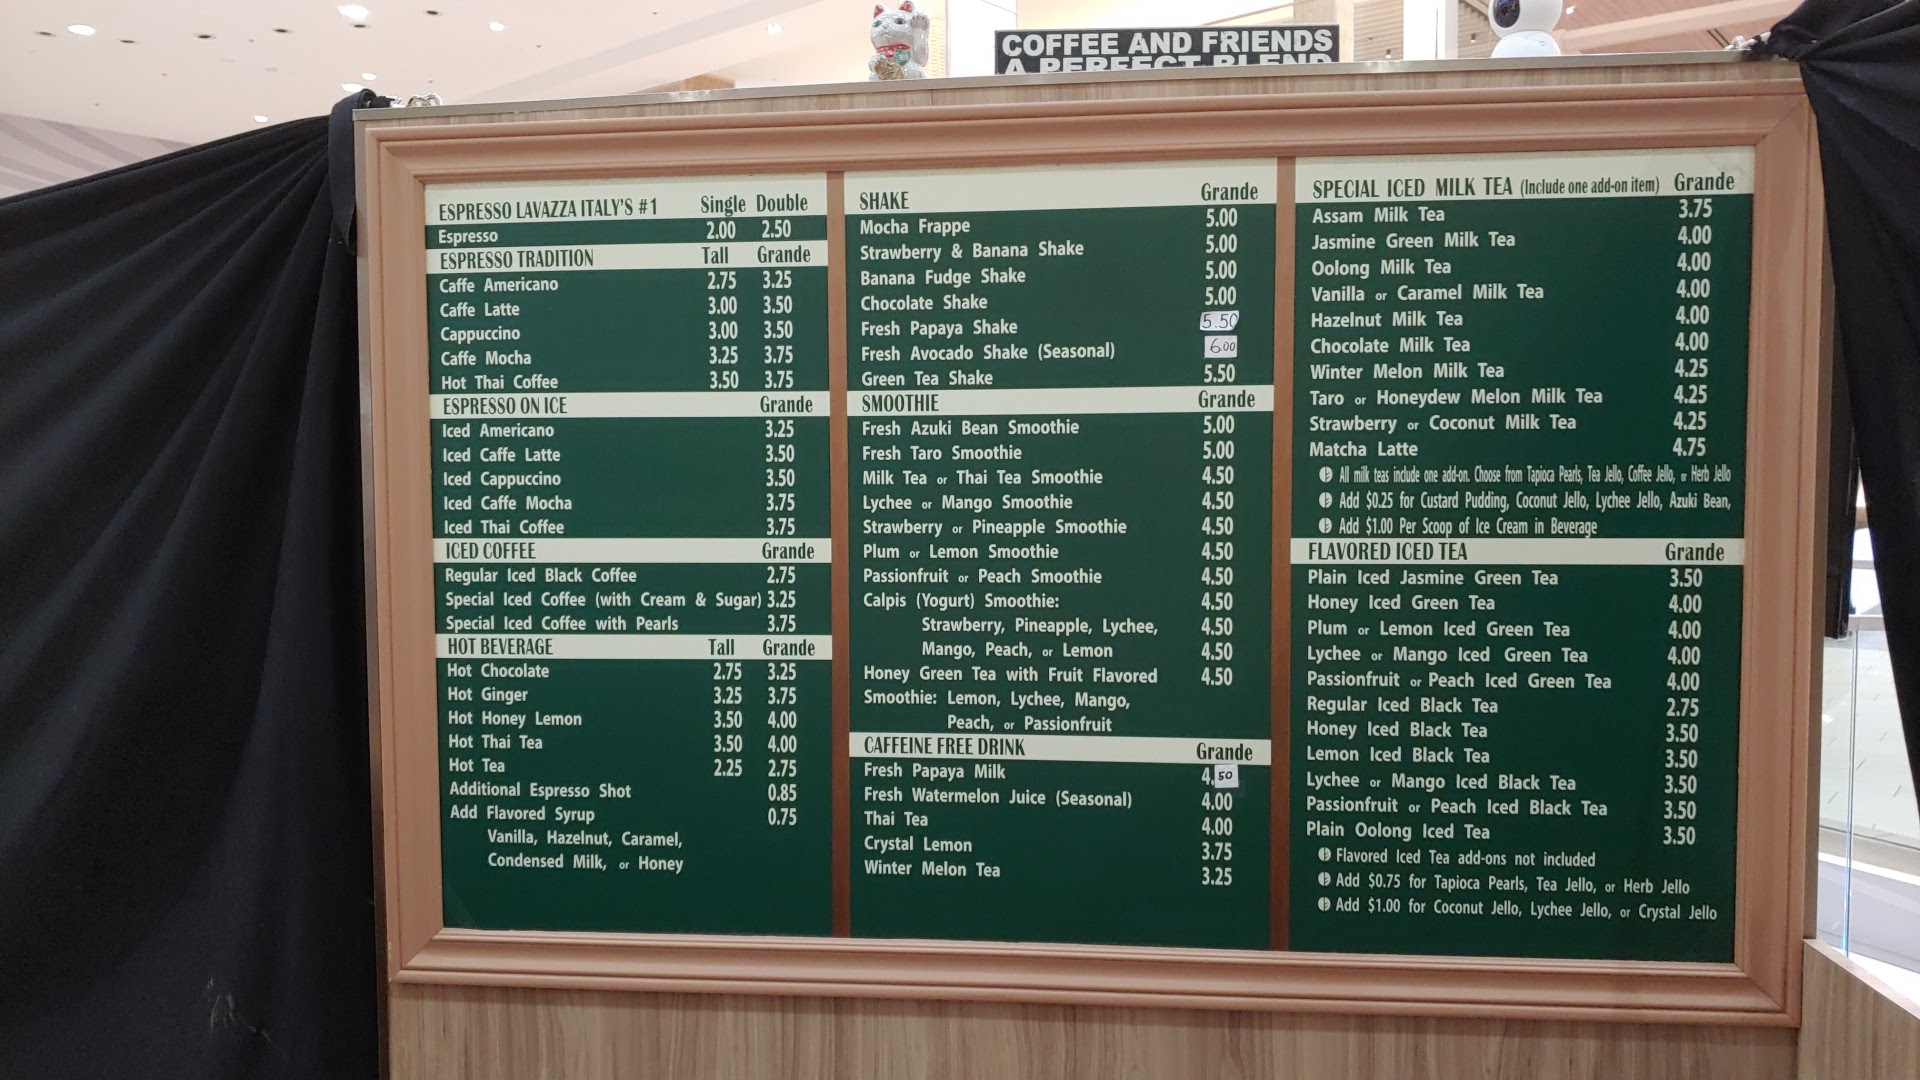 COFFEE AND FRIENDS
A PERFECT BLEND
ESPRESSO LAVAZZA ITALY'S #1 Single Double
Espresso 2.00 2.50
ESPRESSO TRADITION Tall Grande
Caffe Americano 2.75 3.25
Caffe Latte 3.00 3.50
Cappuccino 3.00 3.50
Caffe Mocha 3.25 3.75
Hot Thai Coffee 3.50 3.75
ESPRESSO ON ICE Grande
Iced Americano 3.25
Iced Caffe Latte 3.50
Iced Cappuccino 3.50
Iced Caffe Mocha 3.75
Iced Thai Coffee 3.75
ICED COFFEE Grande
Regular Iced Black Coffee 2.75
Special Iced Coffee (with Cream & Sugar) 3.25
Special Iced Coffee with Pearls 3.75
HOT BEVERAGE Tall Grande
Hot Chocolate 2.75 3.25
Hot Ginger 3.25 3.75
Hot Honey Lemon 3.50 4.00
Hot Thai Tea 3.50 4.00
Hot Tea 2.25 2.75
Additional Espresso Shot 0.85
Add Flavored Syrup 0.75
Vanilla, Hazelnut, Caramel,
Condensed Milk, or Honey
SHAKE Grande
Mocha Frappe 5.00
Strawberry & Banana Shake 5.00
Banana Fudge Shake 5.00
Chocolate Shake 5.00
Fresh Papaya Shake 5.50
Fresh Avocado Shake (Seasonal) 6.00
Green Tea Shake 5.50
SMOOTHIE Grande
Fresh Azuki Bean Smoothie 5.00
Fresh Taro Smoothie 5.00
Milk Tea or Thai Tea Smoothie 4.50
Lychee or Mango Smoothie 4.50
Strawberry or Pineapple Smoothie 4.50
Plum or Lemon Smoothie 4.50
Passionfruit or Peach Smoothie 4.50
Calpis (Yogurt) Smoothie: 4.50
Strawberry, Pineapple, Lychee, 4.50
Mango, Peach, or Lemon 4.50
Honey Green Tea with Fruit Flavored 4.50
Smoothie: Lemon, Lychee, Mango,
Peach, or Passionfruit
CAFFEINE FREE DRINK Grande
Fresh Papaya Milk 4.50
Fresh Watermelon Juice (Seasonal) 4.00
Thai Tea 4.00
Crystal Lemon 3.75
Winter Melon Tea 3.25
SPECIAL ICED MILK TEA (Include one add-on item) Grande
Assam Milk Tea 3.75
Jasmine Green Milk Tea 4.00
Oolong Milk Tea 4.00
Vanilla or Caramel Milk Tea 4.00
Hazelnut Milk Tea 4.00
Chocolate Milk Tea 4.00
Winter Melon Milk Tea 4.25
Taro or Honeydew Melon Milk Tea 4.25
Strawberry or Coconut Milk Tea 4.25
Matcha Latte 4.75
All milk teas include one add-on. Choose from Tapioca Pearls, Tea Jello, Coffee Jello, or Herb Jello
Add $0.25 for Custard Pudding, Coconut Jello, Lychee Jello, Azuki Bean,
Add $1.00 Per Scoop of Ice Cream in Beverage
FLAVORED ICED TEA Grande
Plain Iced Jasmine Green Tea 3.50
Honey Iced Green Tea 4.00
Plum or Lemon Iced Green Tea 4.00
Lychee or Mango Iced Green Tea 4.00
Passionfruit or Peach Iced Green Tea 4.00
Regular Iced Black Tea 2.75
Honey Iced Black Tea 3.50
Lemon Iced Black Tea 3.50
Lychee or Mango Iced Black Tea 3.50
Passionfruit or Peach Iced Black Tea 3.50
Plain Oolong Iced Tea 3.50
Flavored Iced Tea add-ons not included
Add $0.75 for Tapioca Pearls, Tea Jello, or Herb Jello
Add $1.00 for Coconut Jello, Lychee Jello, or Crystal Jello